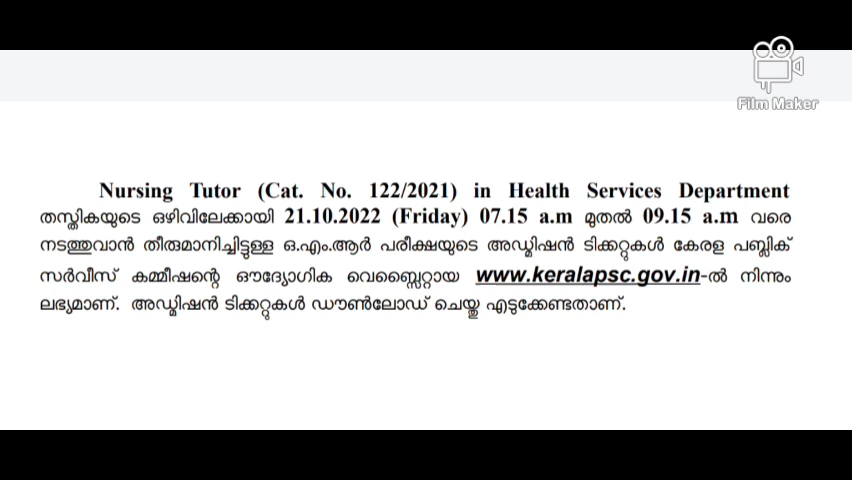 Film Maker
Nursing Tutor (Cat. No. 122/2021) in Health Services Department
തസ്തികയുടെ ഒഴിവിലേക്കായി 21.10.2022 (Friday) 07.15 a.m മുതൽ 09.15 a.m വരെ
നടത്തുവാൻ തീരുമാനിച്ചിട്ടുള്ള ഒ.എം.ആർ പരീക്ഷയുടെ അഡ്മിഷൻ ടിക്കറ്റുകൾ കേരള പബ്ലിക്
സർവീസ് കമ്മീഷന്റെ ഔദ്യോഗിക വെബ്സൈറ്റായ www.keralapsc.gov.in-ൽ നിന്നും
ലഭ്യമാണ്. അഡ്മിഷൻ ടിക്കറ്റുകൾ ഡൗൺലോഡ് ചെയ്തു എടുക്കേണ്ടതാണ്.